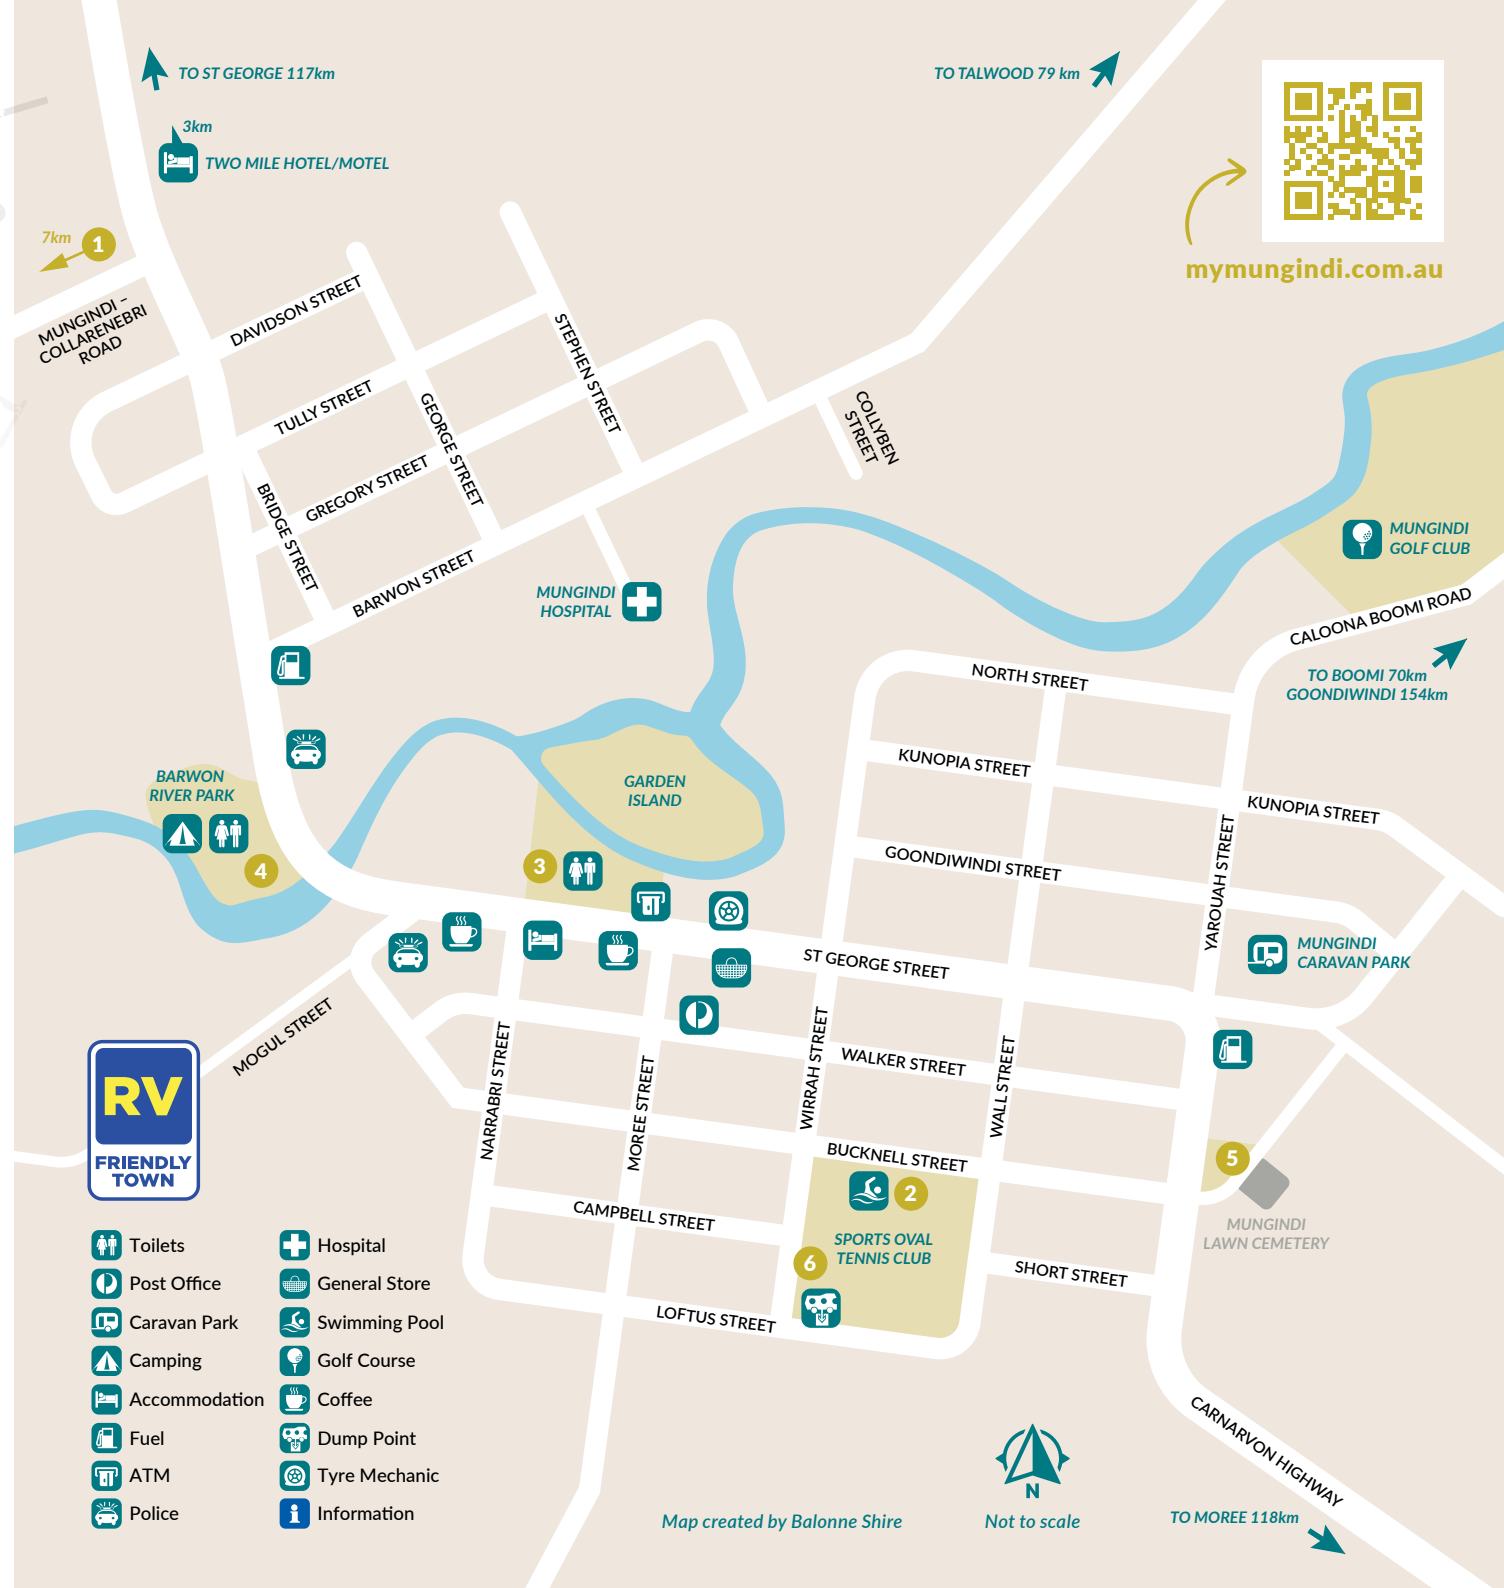 TO ST GEORGE 117km
TO TALWOOD 79 km
3km
TWO MILE HOTEL/MOTEL
7km
1
mymungindi.com.au
MUNGINDI –
COLLARENEBRI
ROAD
DAVIDSON STREET
STEPHEN STREET
TULLY STREET
GEORGE STREET
COLLYBEN
STREET
GREGORY STREET
BRIDGE STREET
BARWON STREET
MUNGINDI
GOLF CLUB
MUNGINDI
HOSPITAL
CALOONA BOOMI ROAD
TO BOOMI 70km
GOONDIWINDI 154km
NORTH STREET
KUNOPIA STREET
KUNOPIA STREET
BARWON
RIVER PARK
GARDEN
ISLAND
4
3
GOONDIWINDI STREET
YAROUAH STREET
MUNGINDI
CARAVAN PARK
ST GEORGE STREET
MOGUL STREET
NARRABRI STREET
MOREE STREET
WIRRAH STREET
WALKER STREET
WALL STREET
RV
FRIENDLY
TOWN
BUCKNELL STREET
5
2
CAMPBELL STREET
SPORTS OVAL
TENNIS CLUB
6
MUNGINDI
LAWN CEMETERY
SHORT STREET
LOFTUS STREET
Toilets
Post Office
Caravan Park
Camping
Accommodation
Fuel
ATM
Police
Hospital
General Store
Swimming Pool
Golf Course
Coffee
Dump Point
Tyre Mechanic
i
Information
CARNARVON HIGHWAY
N
Map created by Balonne Shire
Not to scale
TO MOREE 118km